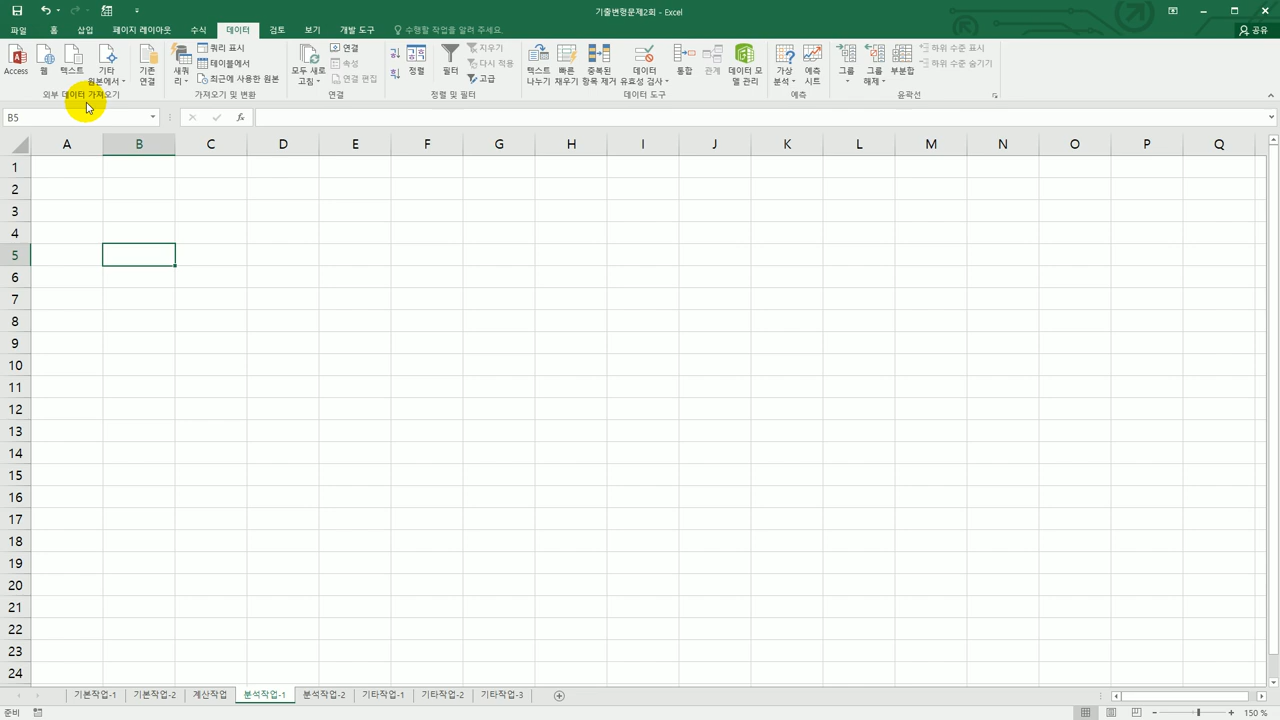 기출변형문제2회 - Excel
파일 홈 삽입 페이지 레이아웃 수식 데이터 검토 보기 개발 도구 수행할 작업을 알려 주세요. 공유
Access 웹 텍스트 기타 원본에서 기존 연결
외부 데이터 가져오기
새 쿼리 쿼리 표시 테이블에서 최근에 사용한 원본
가져오기 및 변환
모두 새로 고침 연결 속성 연결 편집
연결
정렬 필터 지우기 다시 적용 고급
정렬 및 필터
텍스트 나누기 빠른 채우기 중복된 항목 제거 데이터 유효성 검사 통합 관계 데이터 모델 관리
데이터 도구
가상 분석 예측 시트
예측
그룹 그룹 해제 부분합 하위 수준 표시 하위 수준 숨기기
윤곽선
B5 fx
A B C D E F G H I J K L M N O P Q
1
2
3
4
5
6
7
8
9
10
11
12
13
14
15
16
17
18
19
20
21
22
23
24
기본작업-1 기본작업-2 계산작업 분석작업-1 분석작업-2 기타작업-1 기타작업-2 기타작업-3
준비 150 %